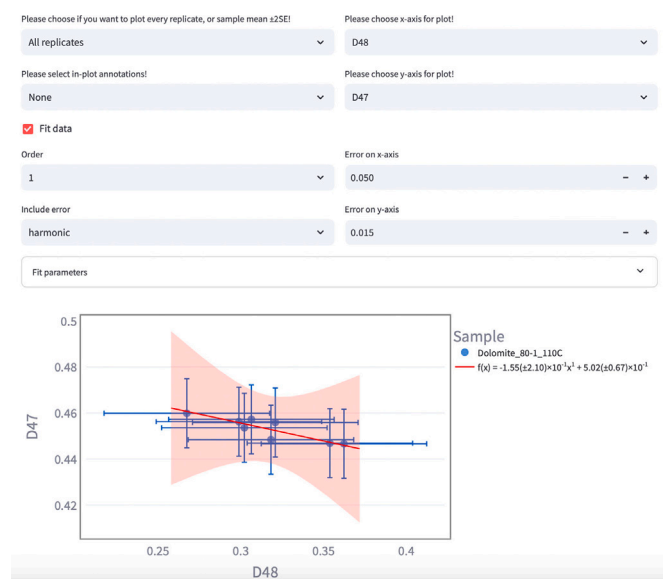 Please choose if you want to plot every replicate, or sample mean ±2SE!
Please choose x-axis for plot!
All replicates
D48
Please select in-plot annotations!
Please choose y-axis for plot!
None
D47
Fit data
Order
Error on x-axis
1
0.050
− +
Include error
Error on y-axis
harmonic
0.015
− +
Fit parameters
0.5
0.48
0.46
0.44
0.42
D47
0.25
0.3
0.35
0.4
D48
Sample
Dolomite_80-1_110C
f(x) = -1.55(±2.10)×10⁻¹x¹ + 5.02(±0.67)×10⁻¹